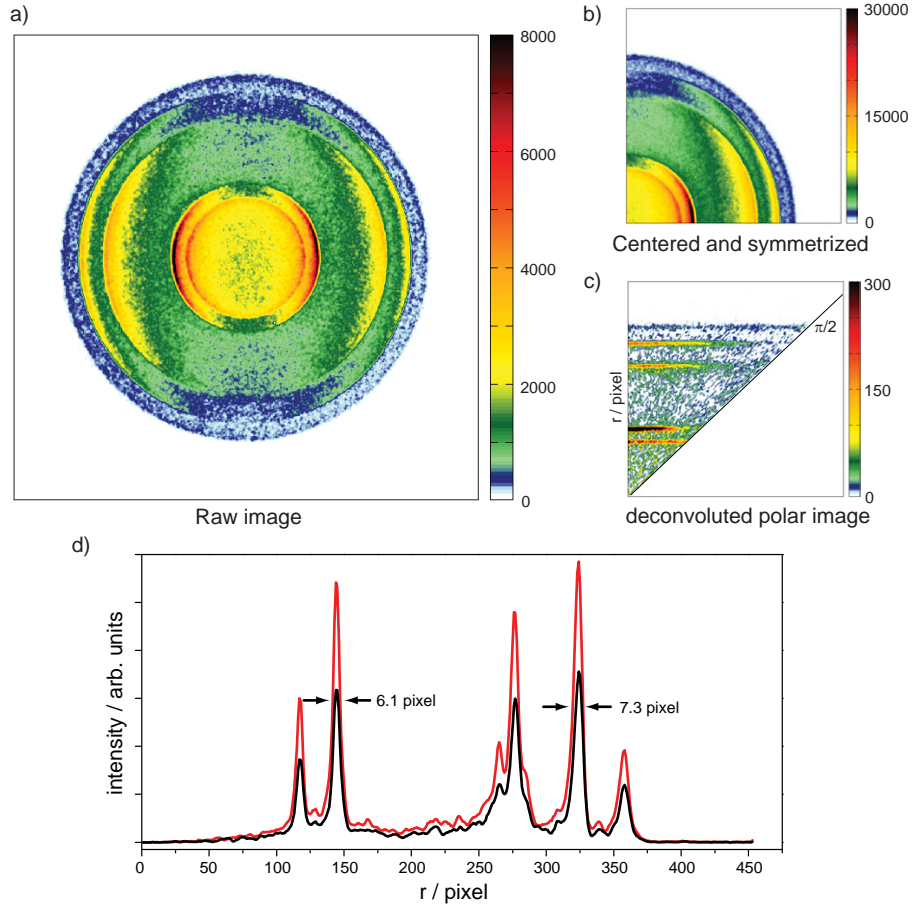 a)
8000
6000
4000
2000
0
Raw image
b)
30000
15000
0
Centered and symmetrized
c)
300
150
0
π/2
r / pixel
deconvoluted polar image
d)
intensity / arb. units
6.1 pixel
7.3 pixel
0 50 100 150 200 250 300 350 400 450
r / pixel